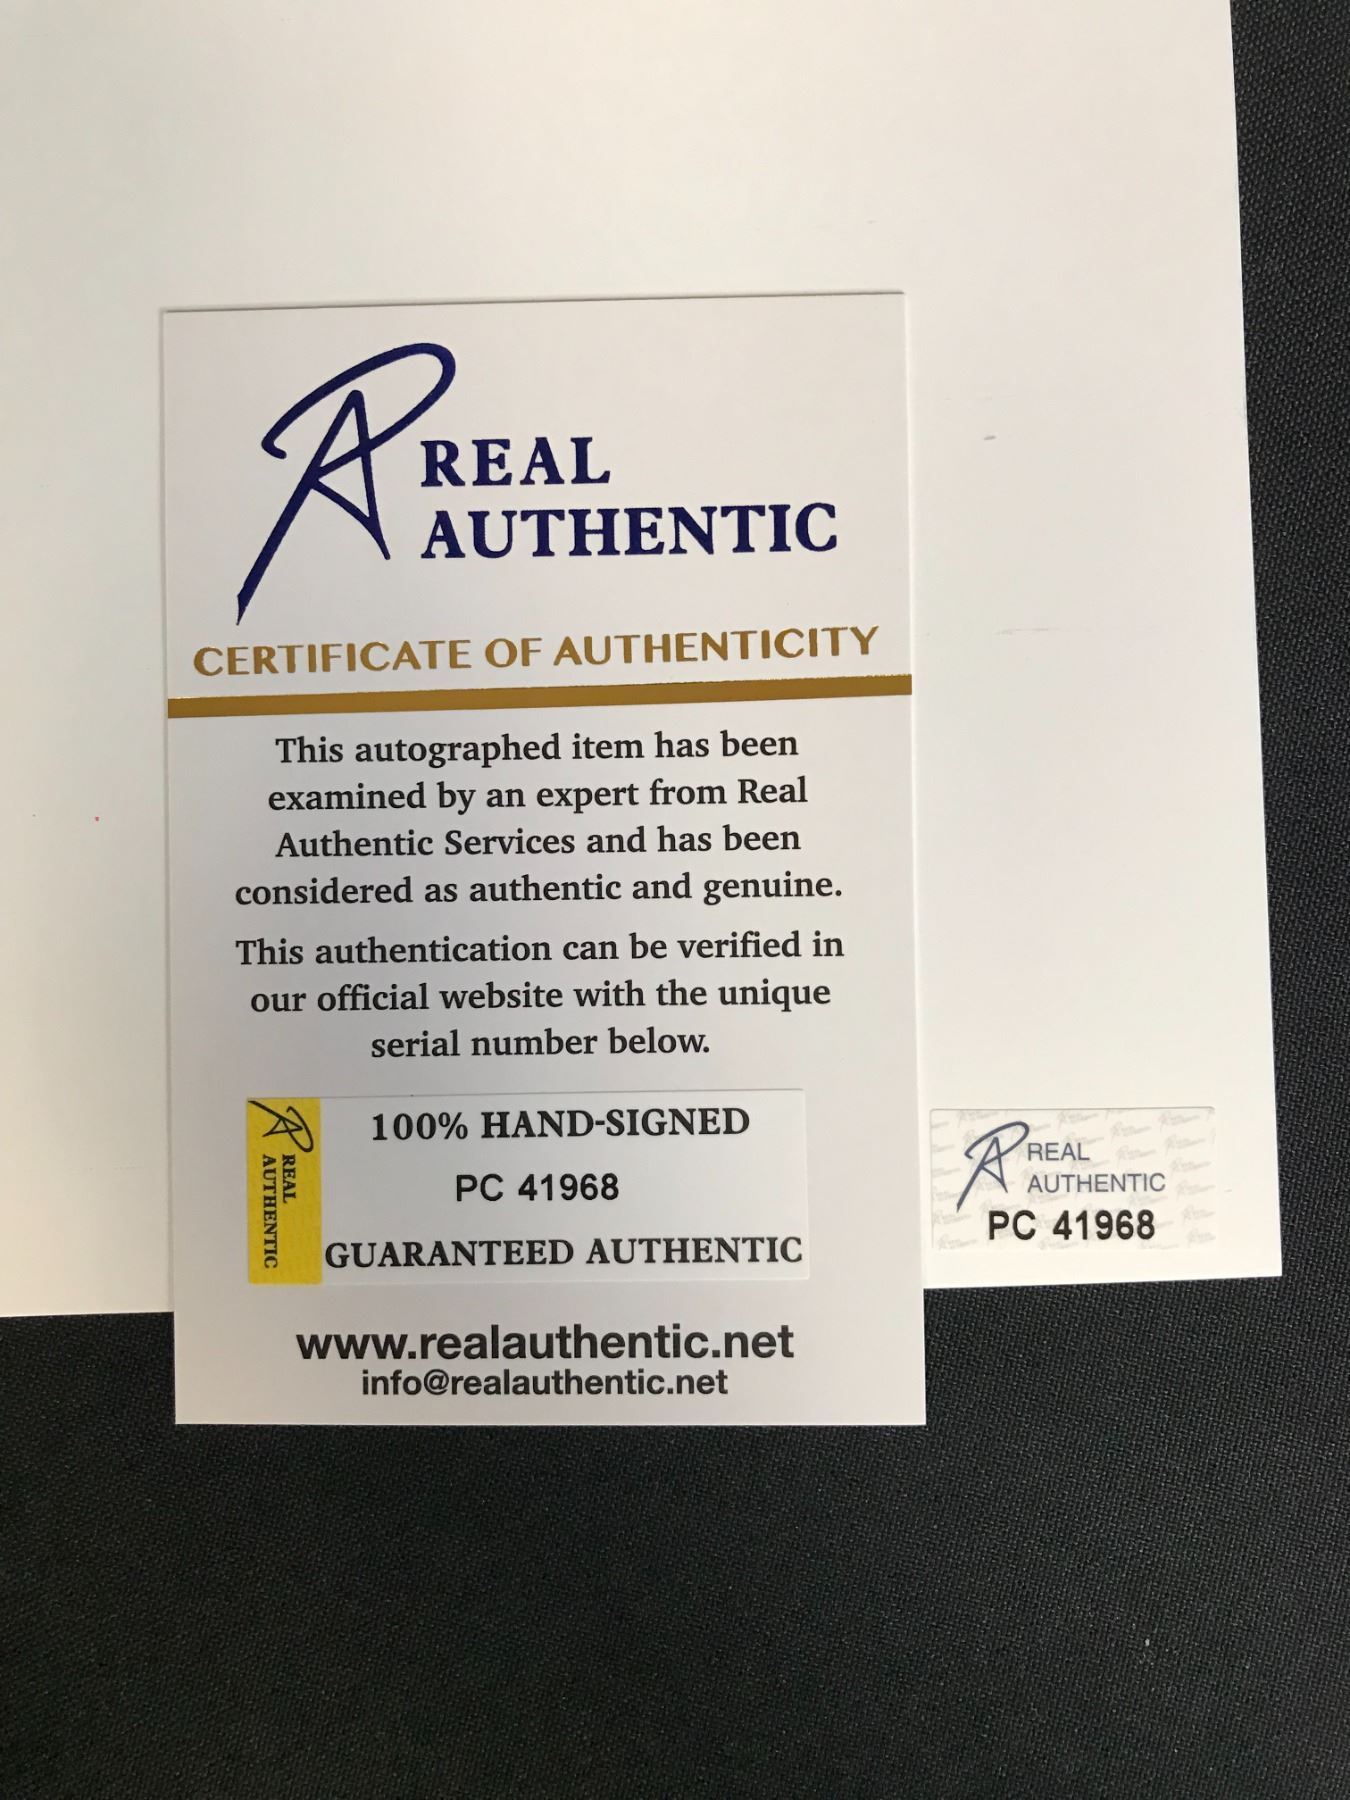 REAL
AUTHENTIC
CERTIFICATE OF AUTHENTICITY
This autographed item has been
examined by an expert from Real
Authentic Services and has been
considered as authentic and genuine.
This authentication can be verified in
our official website with the unique
serial number below.
REAL
AUTHENTIC
100% HAND-SIGNED
PC 41968
GUARANTEED AUTHENTIC
www.realauthentic.net
info@realauthentic.net
REAL
AUTHENTIC
PC 41968